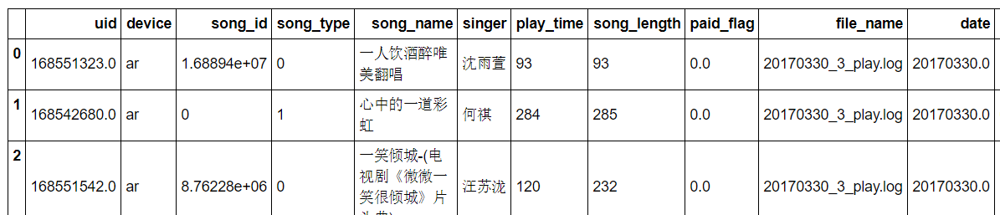 uid device song_id song_type song_name singer play_time song_length paid_flag file_name date
0 168551323.0 ar 1.68894e+07 0 一人饮酒醉唯美翻唱 沈雨萱 93 93 0.0 20170330_3_play.log 20170330.0
1 168542680.0 ar 0 1 心中的一道彩虹 何祺 284 285 0.0 20170330_3_play.log 20170330.0
2 168551542.0 ar 8.76228e+06 0 一笑倾城-(电视剧《微微一笑很倾城》片 汪苏泷 120 232 0.0 20170330_3_play.log 20170330.0